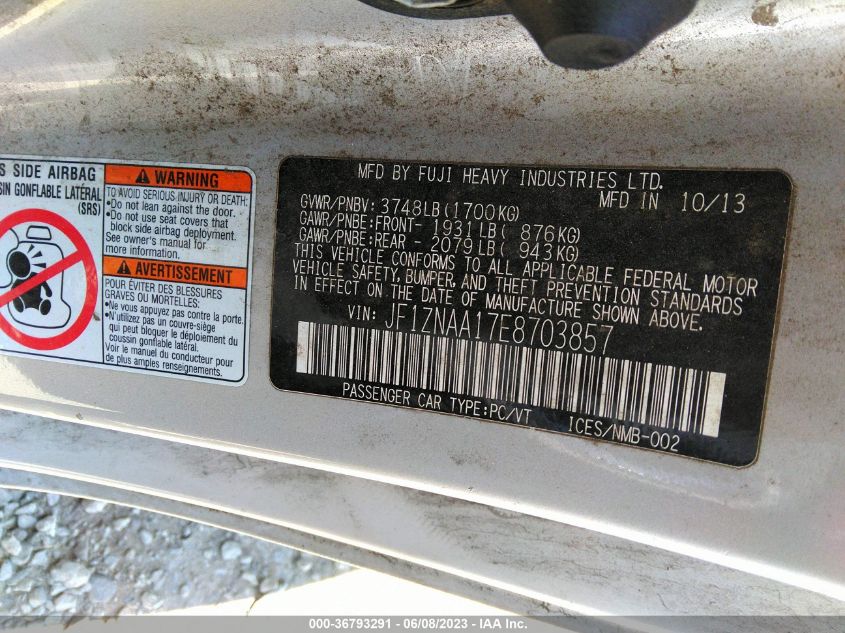 S SIDE AIRBAG
SIN GONFLABLE LATÉRAL
(SRS)
WARNING
TO AVOID SERIOUS INJURY OR DEATH:
•Do not lean against the door.
•Do not use seat covers that
block side airbag deployment.
See owner's manual for
more information.
AVERTISSEMENT
POUR ÉVITER DES BLESSURES
GRAVES OU MORTELLES:
•Ne vous appuyez pas contre la porte.
•N'utilisez pas un couvre-siège
qui peut bloquer le déploiement du
coussin gonflable latéral.
Voir le manuel du conducteur pour
de plus amples renseignements.
MFD BY FUJI HEAVY INDUSTRIES LTD.
MFD IN 10/13
GVWR/PNBV: 3748LB(1700KG)
GAWR/PNBE:FRONT- 1931LB( 876KG)
GAWR/PNBE:REAR - 2079LB( 943KG)
THIS VEHICLE CONFORMS TO ALL APPLICABLE FEDERAL MOTOR
VEHICLE SAFETY, BUMPER, AND THEFT PREVENTION STANDARDS
IN EFFECT ON THE DATE OF MANUFACTURE SHOWN ABOVE.
VIN: JF1ZNAA17E8703857
PASSENGER CAR TYPE:PC/VT ICES/NMB-002
000-36793291 - 06/08/2023 - IAA Inc.